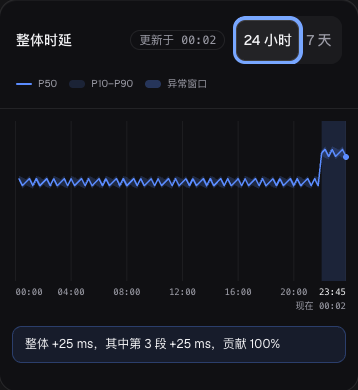 整体时延
更新于 00:02
24 小时
7 天
P50
P10–P90
异常窗口
00:00 04:00 08:00 12:00 16:00 20:00 23:45
现在 00:02
整体 +25 ms，其中第 3 段 +25 ms，贡献 100%